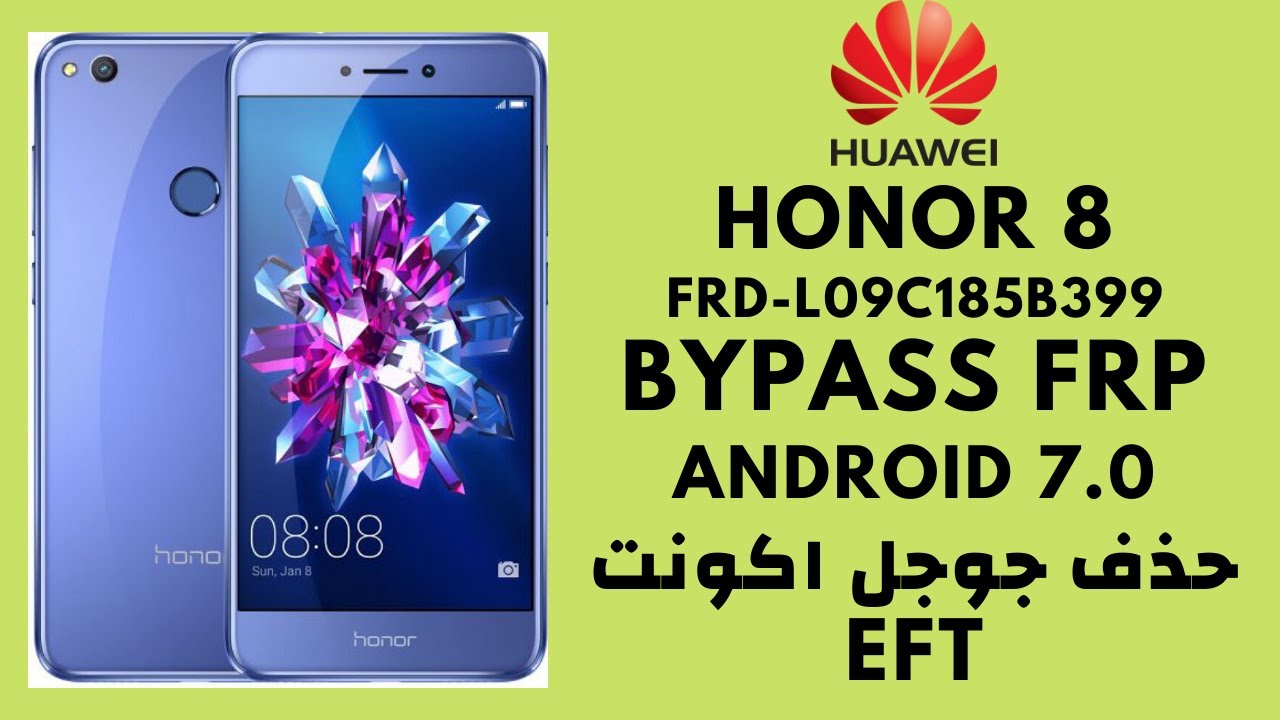 HUAWEI
HONOR 8
FRD-L09C185B399
BYPASS FRP
ANDROID 7.0
حذف جوجل اكونت
EFT
08:08
Sun, Jan 8
honor
honor